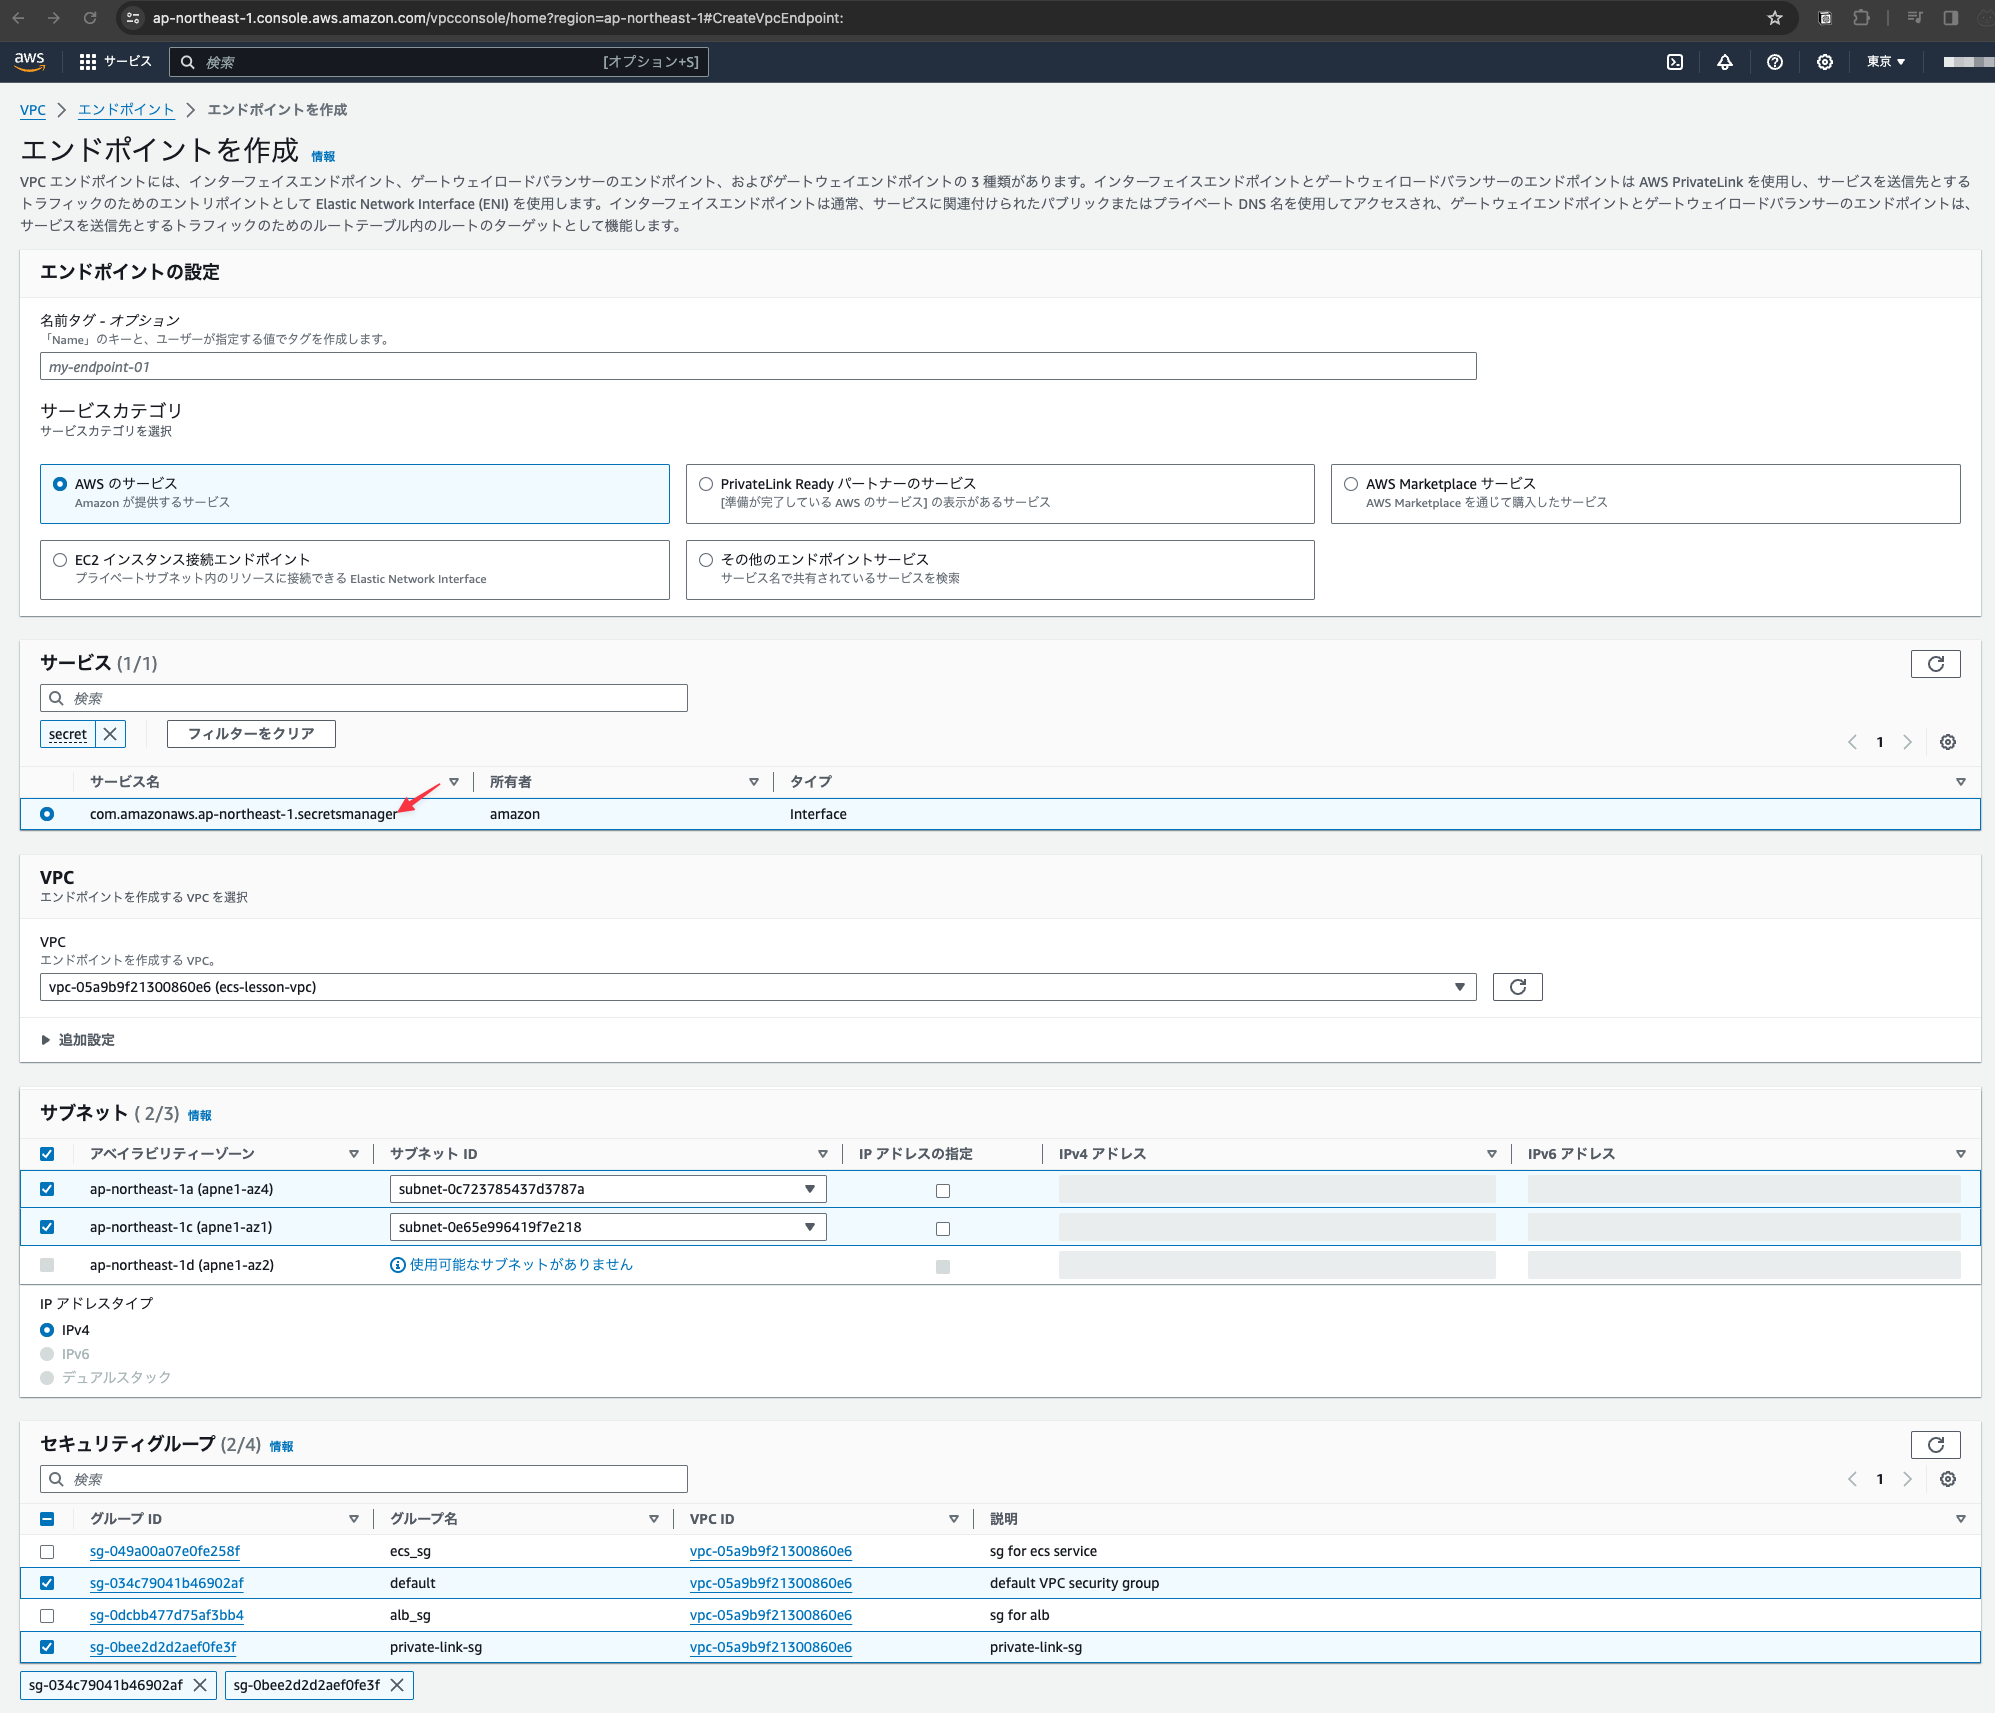 ap-northeast-1.console.aws.amazon.com/vpcconsole/home?region=ap-northeast-1#CreateVpcEndpoint:
aws サービス 検索 [オプション+S] 東京
VPC エンドポイント エンドポイントを作成
エンドポイントを作成 情報
VPC エンドポイントには、インターフェイスエンドポイント、ゲートウェイロードバランサーのエンドポイント、およびゲートウェイエンドポイントの 3 種類があります。インターフェイスエンドポイントとゲートウェイロードバランサーのエンドポイントは AWS PrivateLink を使用し、サービスを送信先とする
トラフィックのためのエントリポイントとして Elastic Network Interface (ENI) を使用します。インターフェイスエンドポイントは通常、サービスに関連付けられたパブリックまたはプライベート DNS 名を使用してアクセスされ、ゲートウェイエンドポイントとゲートウェイロードバランサーのエンドポイントは、
サービスを送信先とするトラフィックのためのルートテーブル内のルートのターゲットとして機能します。
エンドポイントの設定
名前タグ - オプション
「Name」のキーと、ユーザーが指定する値でタグを作成します。
my-endpoint-01
サービスカテゴリ
サービスカテゴリを選択
AWS のサービス
Amazon が提供するサービス
PrivateLink Ready パートナーのサービス
[準備が完了している AWS のサービス] の表示があるサービス
AWS Marketplace サービス
AWS Marketplace を通じて購入したサービス
EC2 インスタンス接続エンドポイント
プライベートサブネット内のリソースに接続できる Elastic Network Interface
その他のエンドポイントサービス
サービス名で共有されているサービスを検索
サービス (1/1)
検索
secret フィルターをクリア
1
サービス名 所有者 タイプ
com.amazonaws.ap-northeast-1.secretsmanager amazon Interface
VPC
エンドポイントを作成する VPC を選択
VPC
エンドポイントを作成する VPC。
vpc-05a9b9f21300860e6 (ecs-lesson-vpc)
追加設定
サブネット ( 2/3) 情報
アベイラビリティーゾーン サブネット ID IP アドレスの指定 IPv4 アドレス IPv6 アドレス
ap-northeast-1a (apne1-az4) subnet-0c723785437d3787a
ap-northeast-1c (apne1-az1) subnet-0e65e996419f7e218
ap-northeast-1d (apne1-az2) 使用可能なサブネットがありません
IP アドレスタイプ
IPv4
IPv6
デュアルスタック
セキュリティグループ (2/4) 情報
検索
1
グループ ID グループ名 VPC ID 説明
sg-049a00a07e0fe258f ecs_sg vpc-05a9b9f21300860e6 sg for ecs service
sg-034c79041b46902af default vpc-05a9b9f21300860e6 default VPC security group
sg-0dcbb477d75af3bb4 alb_sg vpc-05a9b9f21300860e6 sg for alb
sg-0bee2d2d2aef0fe3f private-link-sg vpc-05a9b9f21300860e6 private-link-sg
sg-034c79041b46902af sg-0bee2d2d2aef0fe3f